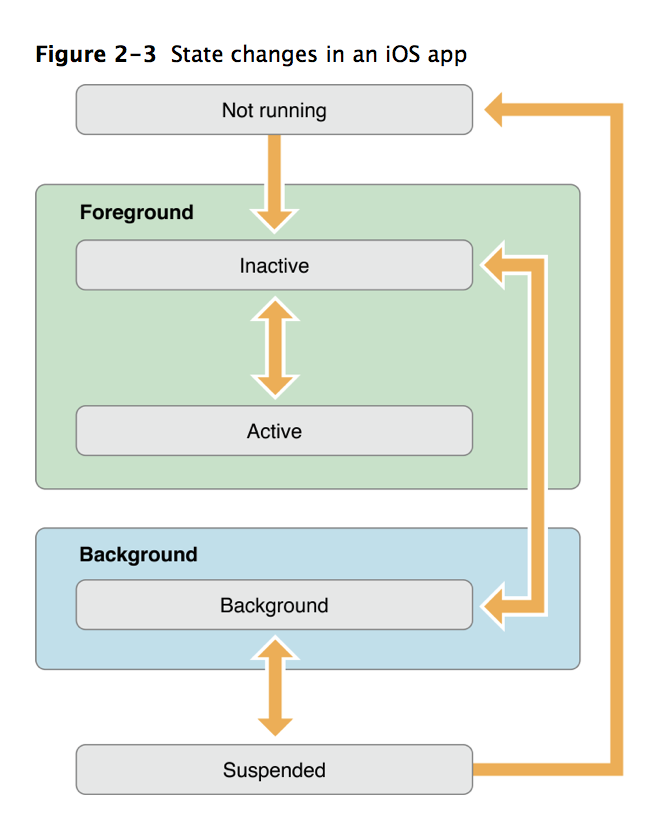 Figure 2-3 State changes in an iOS app
Not running
Foreground
Inactive
Active
Background
Background
Suspended